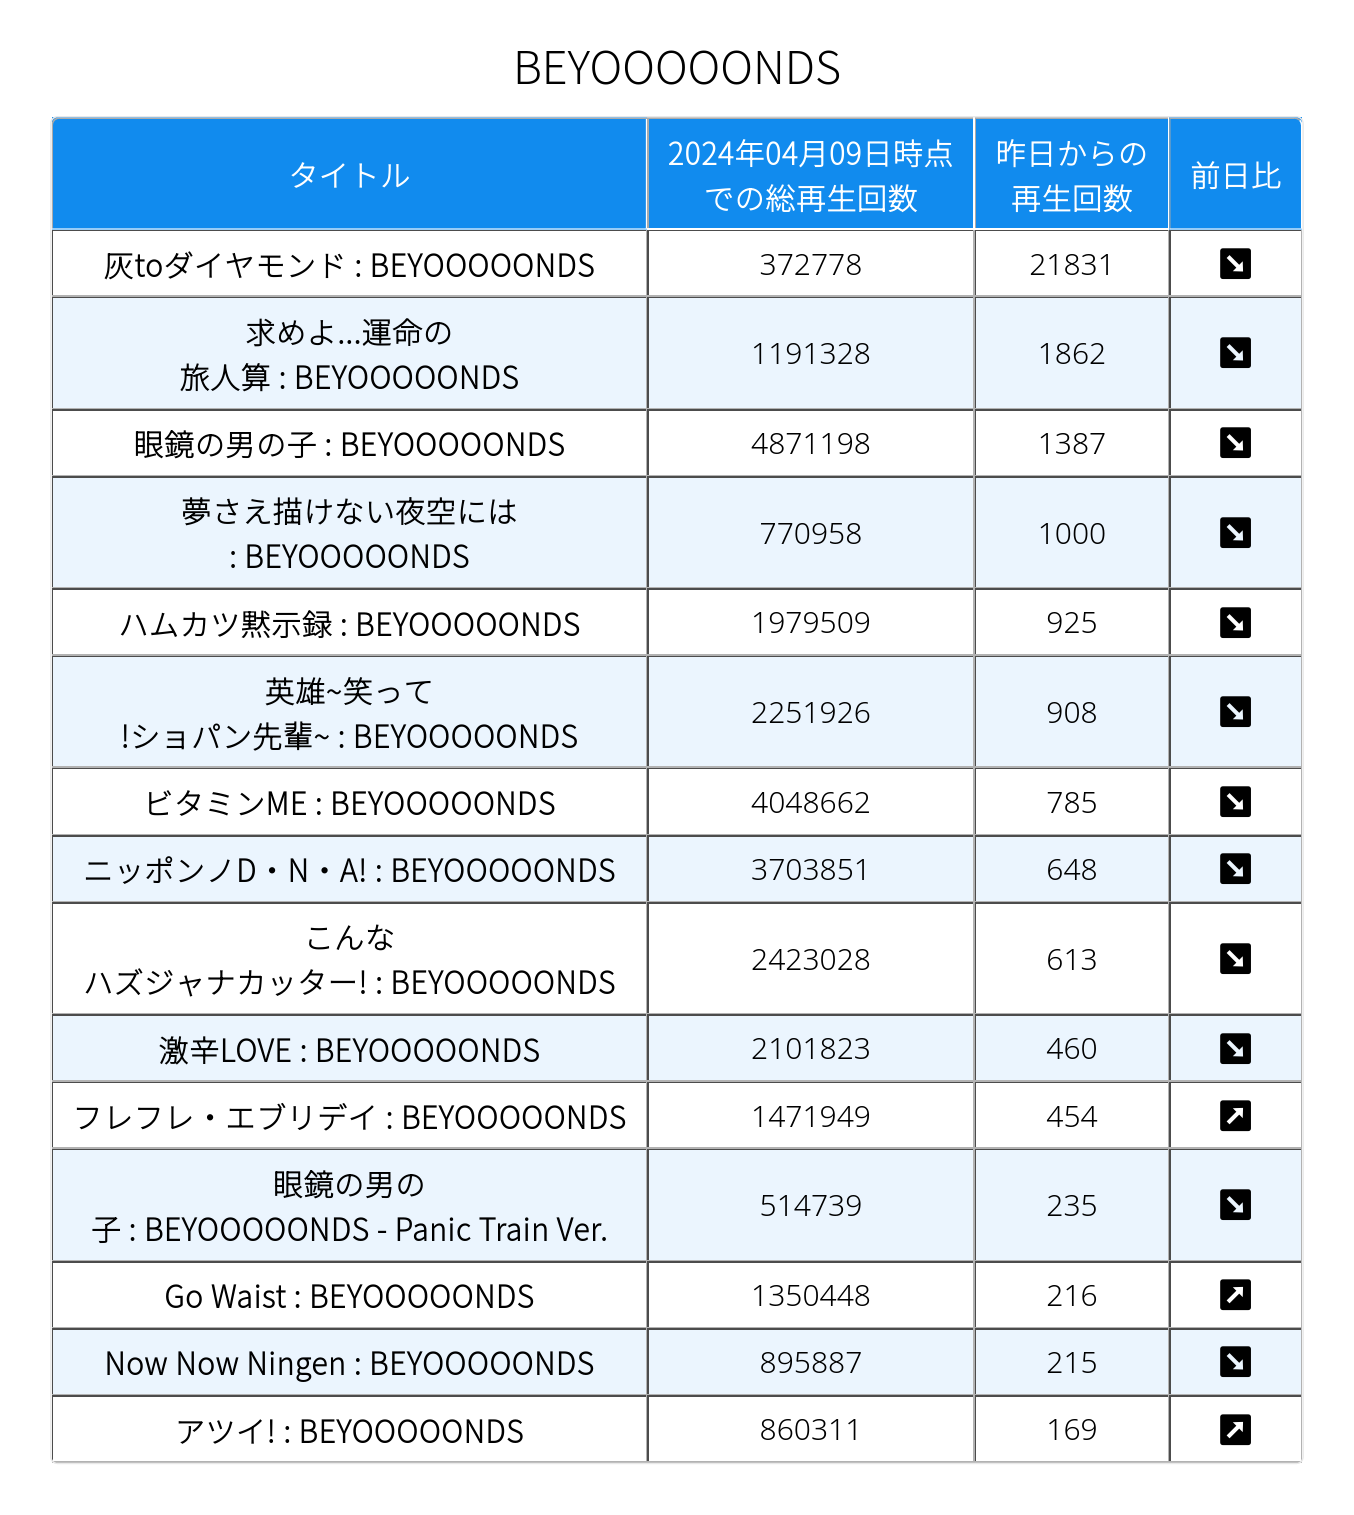 BEYOOOOONDS
タイトル
2024年04月09日時点
での総再生回数
昨日からの
再生回数
前日比
灰toダイヤモンド : BEYOOOOONDS
372778
21831
求めよ...運命の
旅人算 : BEYOOOOONDS
1191328
1862
眼鏡の男の子 : BEYOOOOONDS
4871198
1387
夢さえ描けない夜空には
: BEYOOOOONDS
770958
1000
ハムカツ黙示録 : BEYOOOOONDS
1979509
925
英雄~笑って
!ショパン先輩~ : BEYOOOOONDS
2251926
908
ビタミンME : BEYOOOOONDS
4048662
785
ニッポンノD・N・A! : BEYOOOOONDS
3703851
648
こんな
ハズジャナカッター! : BEYOOOOONDS
2423028
613
激辛LOVE : BEYOOOOONDS
2101823
460
フレフレ・エブリデイ : BEYOOOOONDS
1471949
454
眼鏡の男の
子 : BEYOOOOONDS - Panic Train Ver.
514739
235
Go Waist : BEYOOOOONDS
1350448
216
Now Now Ningen : BEYOOOOONDS
895887
215
アツイ! : BEYOOOOONDS
860311
169